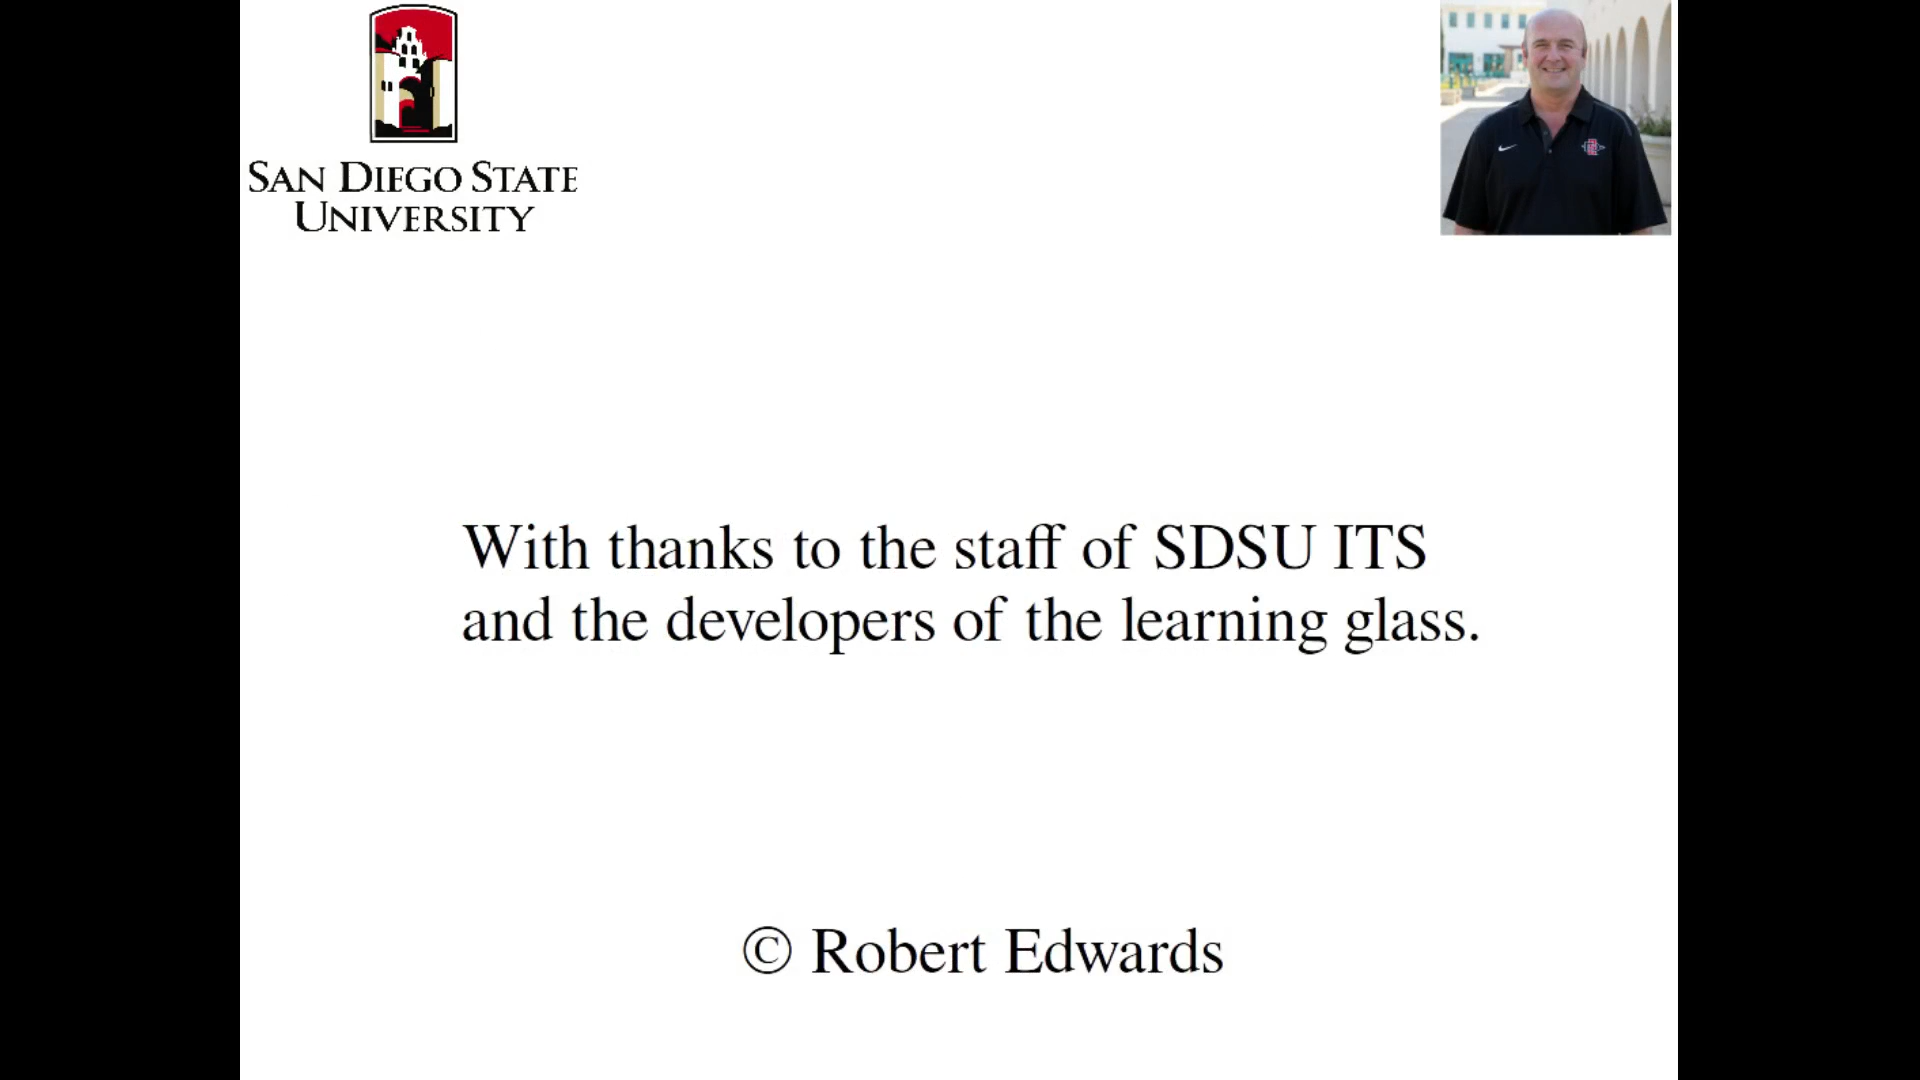 SAN DIEGO STATE
UNIVERSITY
With thanks to the staff of SDSU ITS
and the developers of the learning glass.
© Robert Edwards